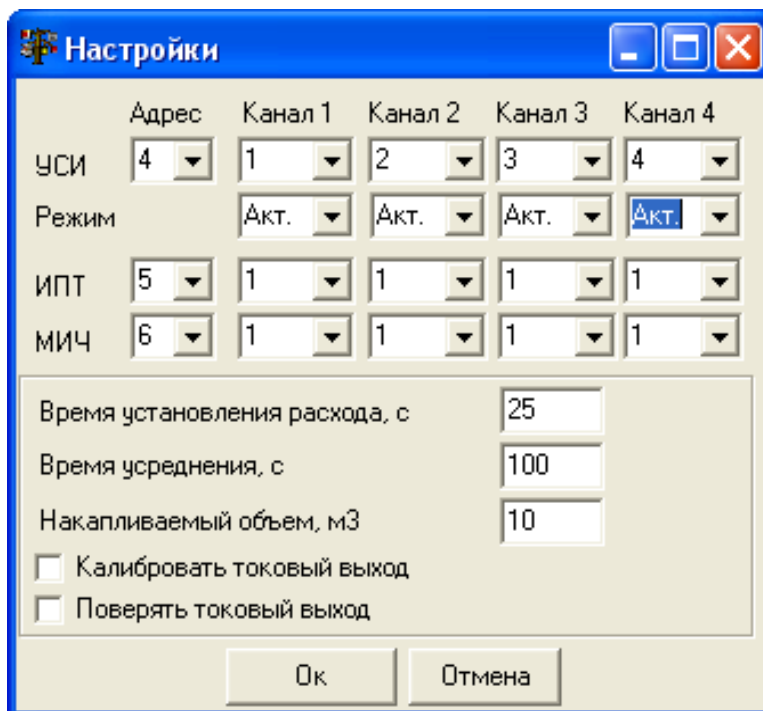 Настройки
Адрес Канал 1 Канал 2 Канал 3 Канал 4
УСИ 4 1 2 3 4
Режим Акт. Акт. Акт. Акт.
ИПТ 5 1 1 1 1
МИЧ 6 1 1 1 1
Время установления расхода, с 25
Время усреднения, с 100
Накапливаемый объем, м3 10
Калибровать токовый выход
Поверять токовый выход
Ок Отмена